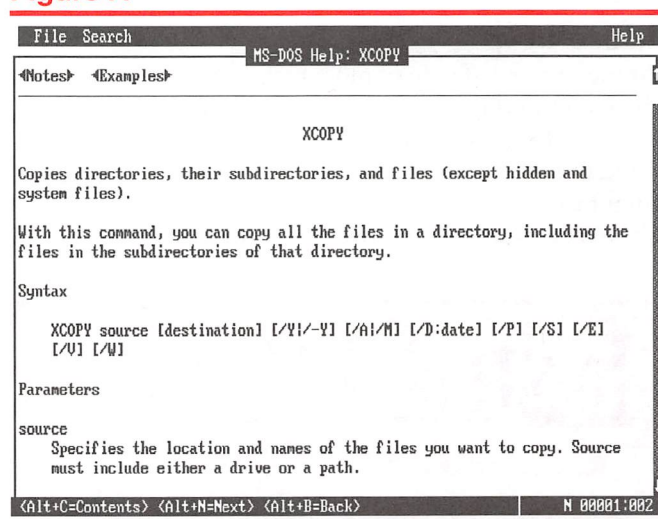 File Search Help
MS-DOS Help: XCOPY
◄Notes► ◄Examples►
XCOPY
Copies directories, their subdirectories, and files (except hidden and
system files).
With this command, you can copy all the files in a directory, including the
files in the subdirectories of that directory.
Syntax
XCOPY source [destination] [/Y¦/-Y] [/A¦/M] [/D:date] [/P] [/S] [/E]
[/V] [/W]
Parameters
source
Specifies the location and names of the files you want to copy. Source
must include either a drive or a path.
<Alt+C=Contents> <Alt+N=Next> <Alt+B=Back> N 00001:002